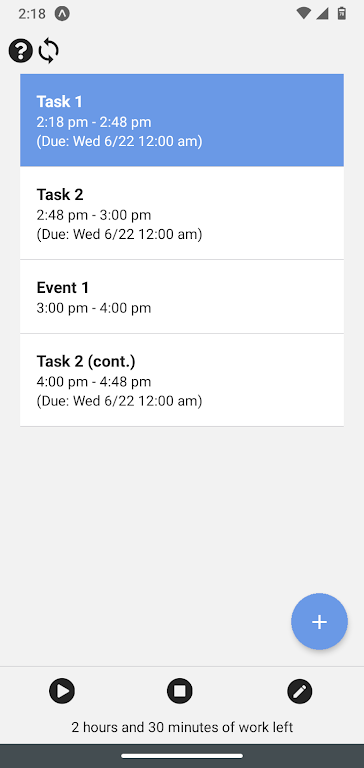 2:18
Task 1
2:18 pm - 2:48 pm
(Due: Wed 6/22 12:00 am)
Task 2
2:48 pm - 3:00 pm
(Due: Wed 6/22 12:00 am)
Event 1
3:00 pm - 4:00 pm
Task 2 (cont.)
4:00 pm - 4:48 pm
(Due: Wed 6/22 12:00 am)
2 hours and 30 minutes of work left